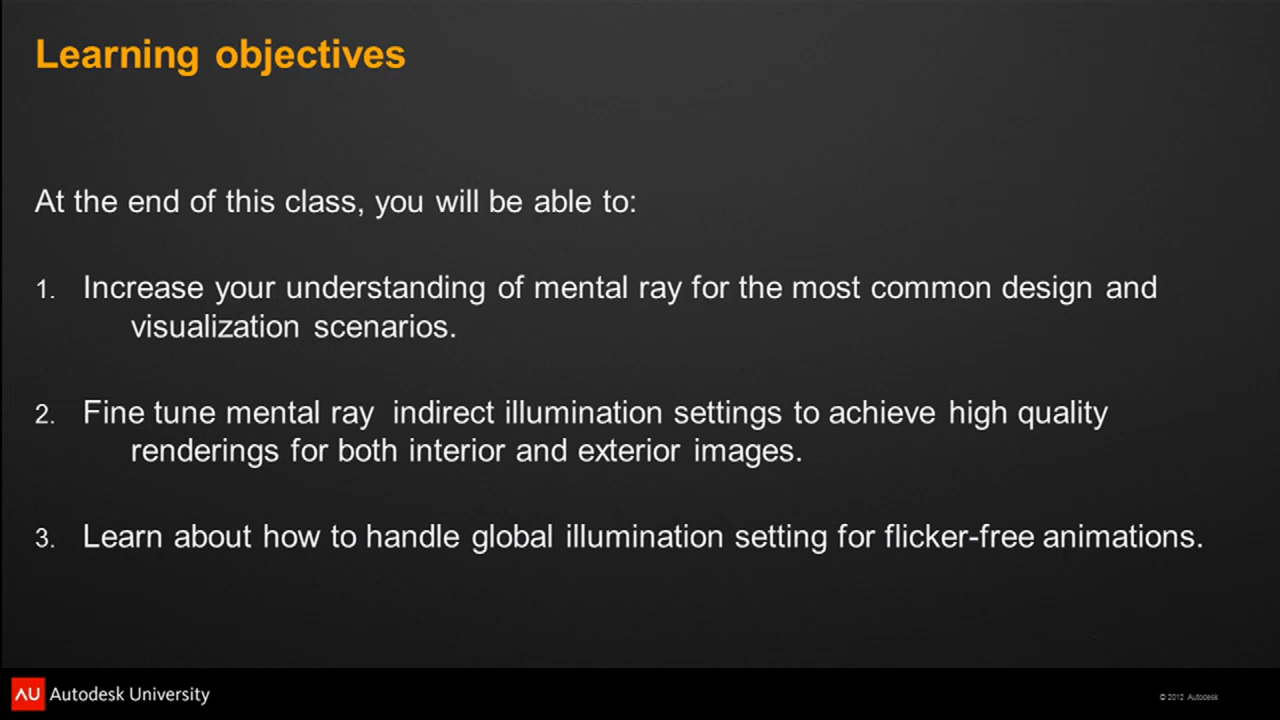 Learning objectives
At the end of this class, you will be able to:
1. Increase your understanding of mental ray for the most common design and
visualization scenarios.
2. Fine tune mental ray indirect illumination settings to achieve high quality
renderings for both interior and exterior images.
3. Learn about how to handle global illumination setting for flicker-free animations.
AU Autodesk University
© 2012 Autodesk